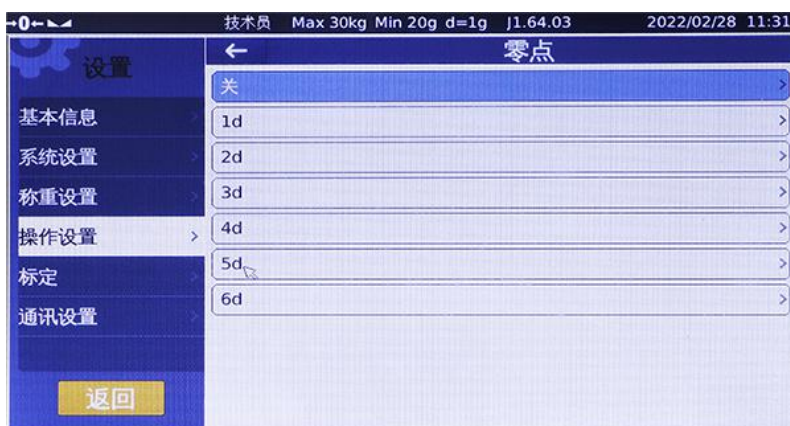 →0← 技术员 Max 30kg Min 20g d=1g J1.64.03 2022/02/28 11:31
设置
← 零点
关
1d
2d
3d
4d
5d
6d
基本信息
系统设置
称重设置
操作设置
标定
通讯设置
返回